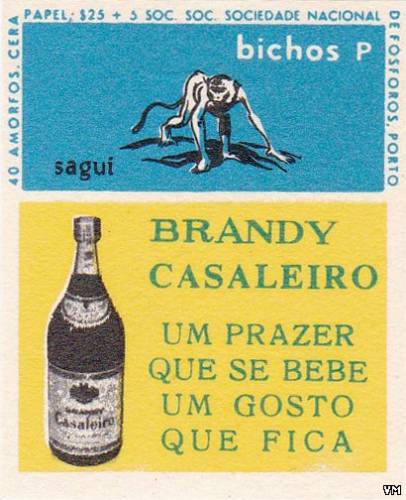 40 AMORFOS. CERA
PAPEL; $25 + 5 SOC. SOC. SOCIEDADE NACIONAL
DE FOSFOROS, PORTO
bichos P
sagui
BRANDY
CASALEIRO
UM PRAZER
QUE SE BEBE
UM GOSTO
QUE FICA
BRANDY
Casaleiro
VM